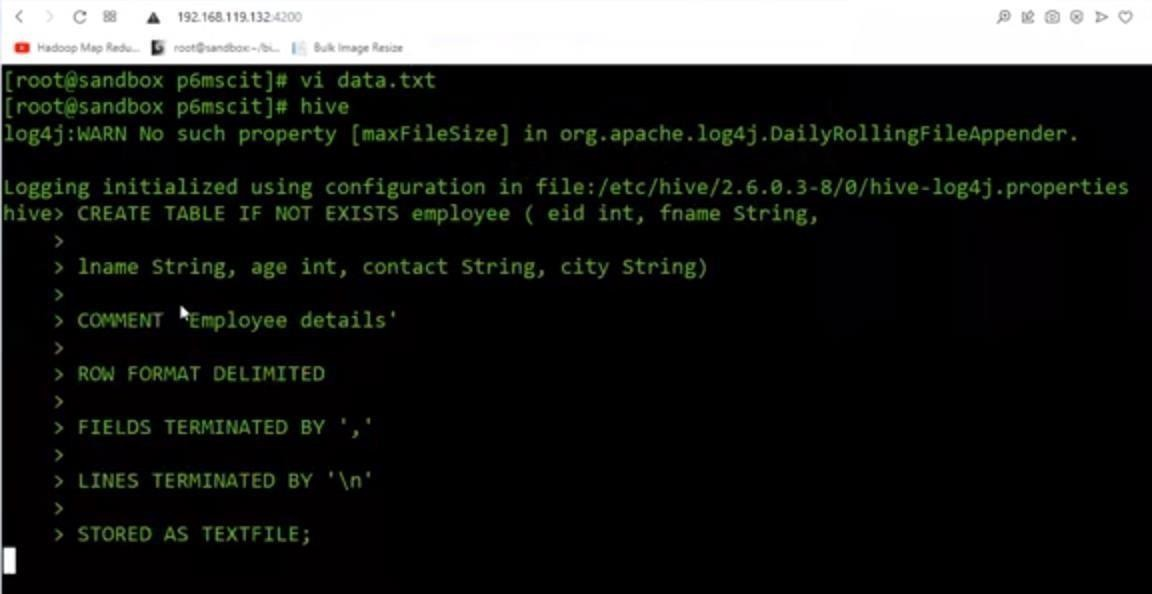 192.168.119.132:4200
Hadoop Map Redu... root@sandbox:~/bi... Bulk Image Resize
[root@sandbox p6mscit]# vi data.txt
[root@sandbox p6mscit]# hive
log4j:WARN No such property [maxFileSize] in org.apache.log4j.DailyRollingFileAppender.
Logging initialized using configuration in file:/etc/hive/2.6.0.3-8/0/hive-log4j.properties
hive> CREATE TABLE IF NOT EXISTS employee ( eid int, fname String,
>
> lname String, age int, contact String, city String)
>
> COMMENT 'Employee details'
>
> ROW FORMAT DELIMITED
>
> FIELDS TERMINATED BY ','
>
> LINES TERMINATED BY '\n'
>
> STORED AS TEXTFILE;